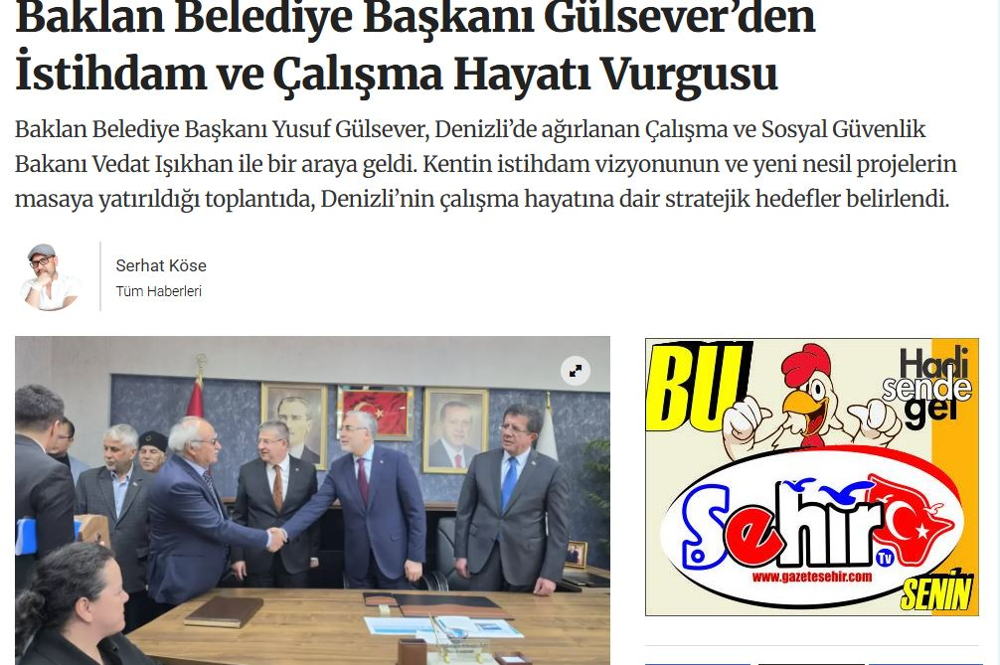 Baklan Belediye Başkanı Gülsever’den
İstihdam ve Çalışma Hayatı Vurgusu
Baklan Belediye Başkanı Yusuf Gülsever, Denizli’de ağırlanan Çalışma ve Sosyal Güvenlik
Bakanı Vedat Işıkhan ile bir araya geldi. Kentin istihdam vizyonunun ve yeni nesil projelerin
masaya yatırıldığı toplantıda, Denizli’nin çalışma hayatına dair stratejik hedefler belirlendi.
Serhat Köse
Tüm Haberleri
BU
Hadi
sende
gel
Şehir
Tv
www.gazetesehir.com
SENİN